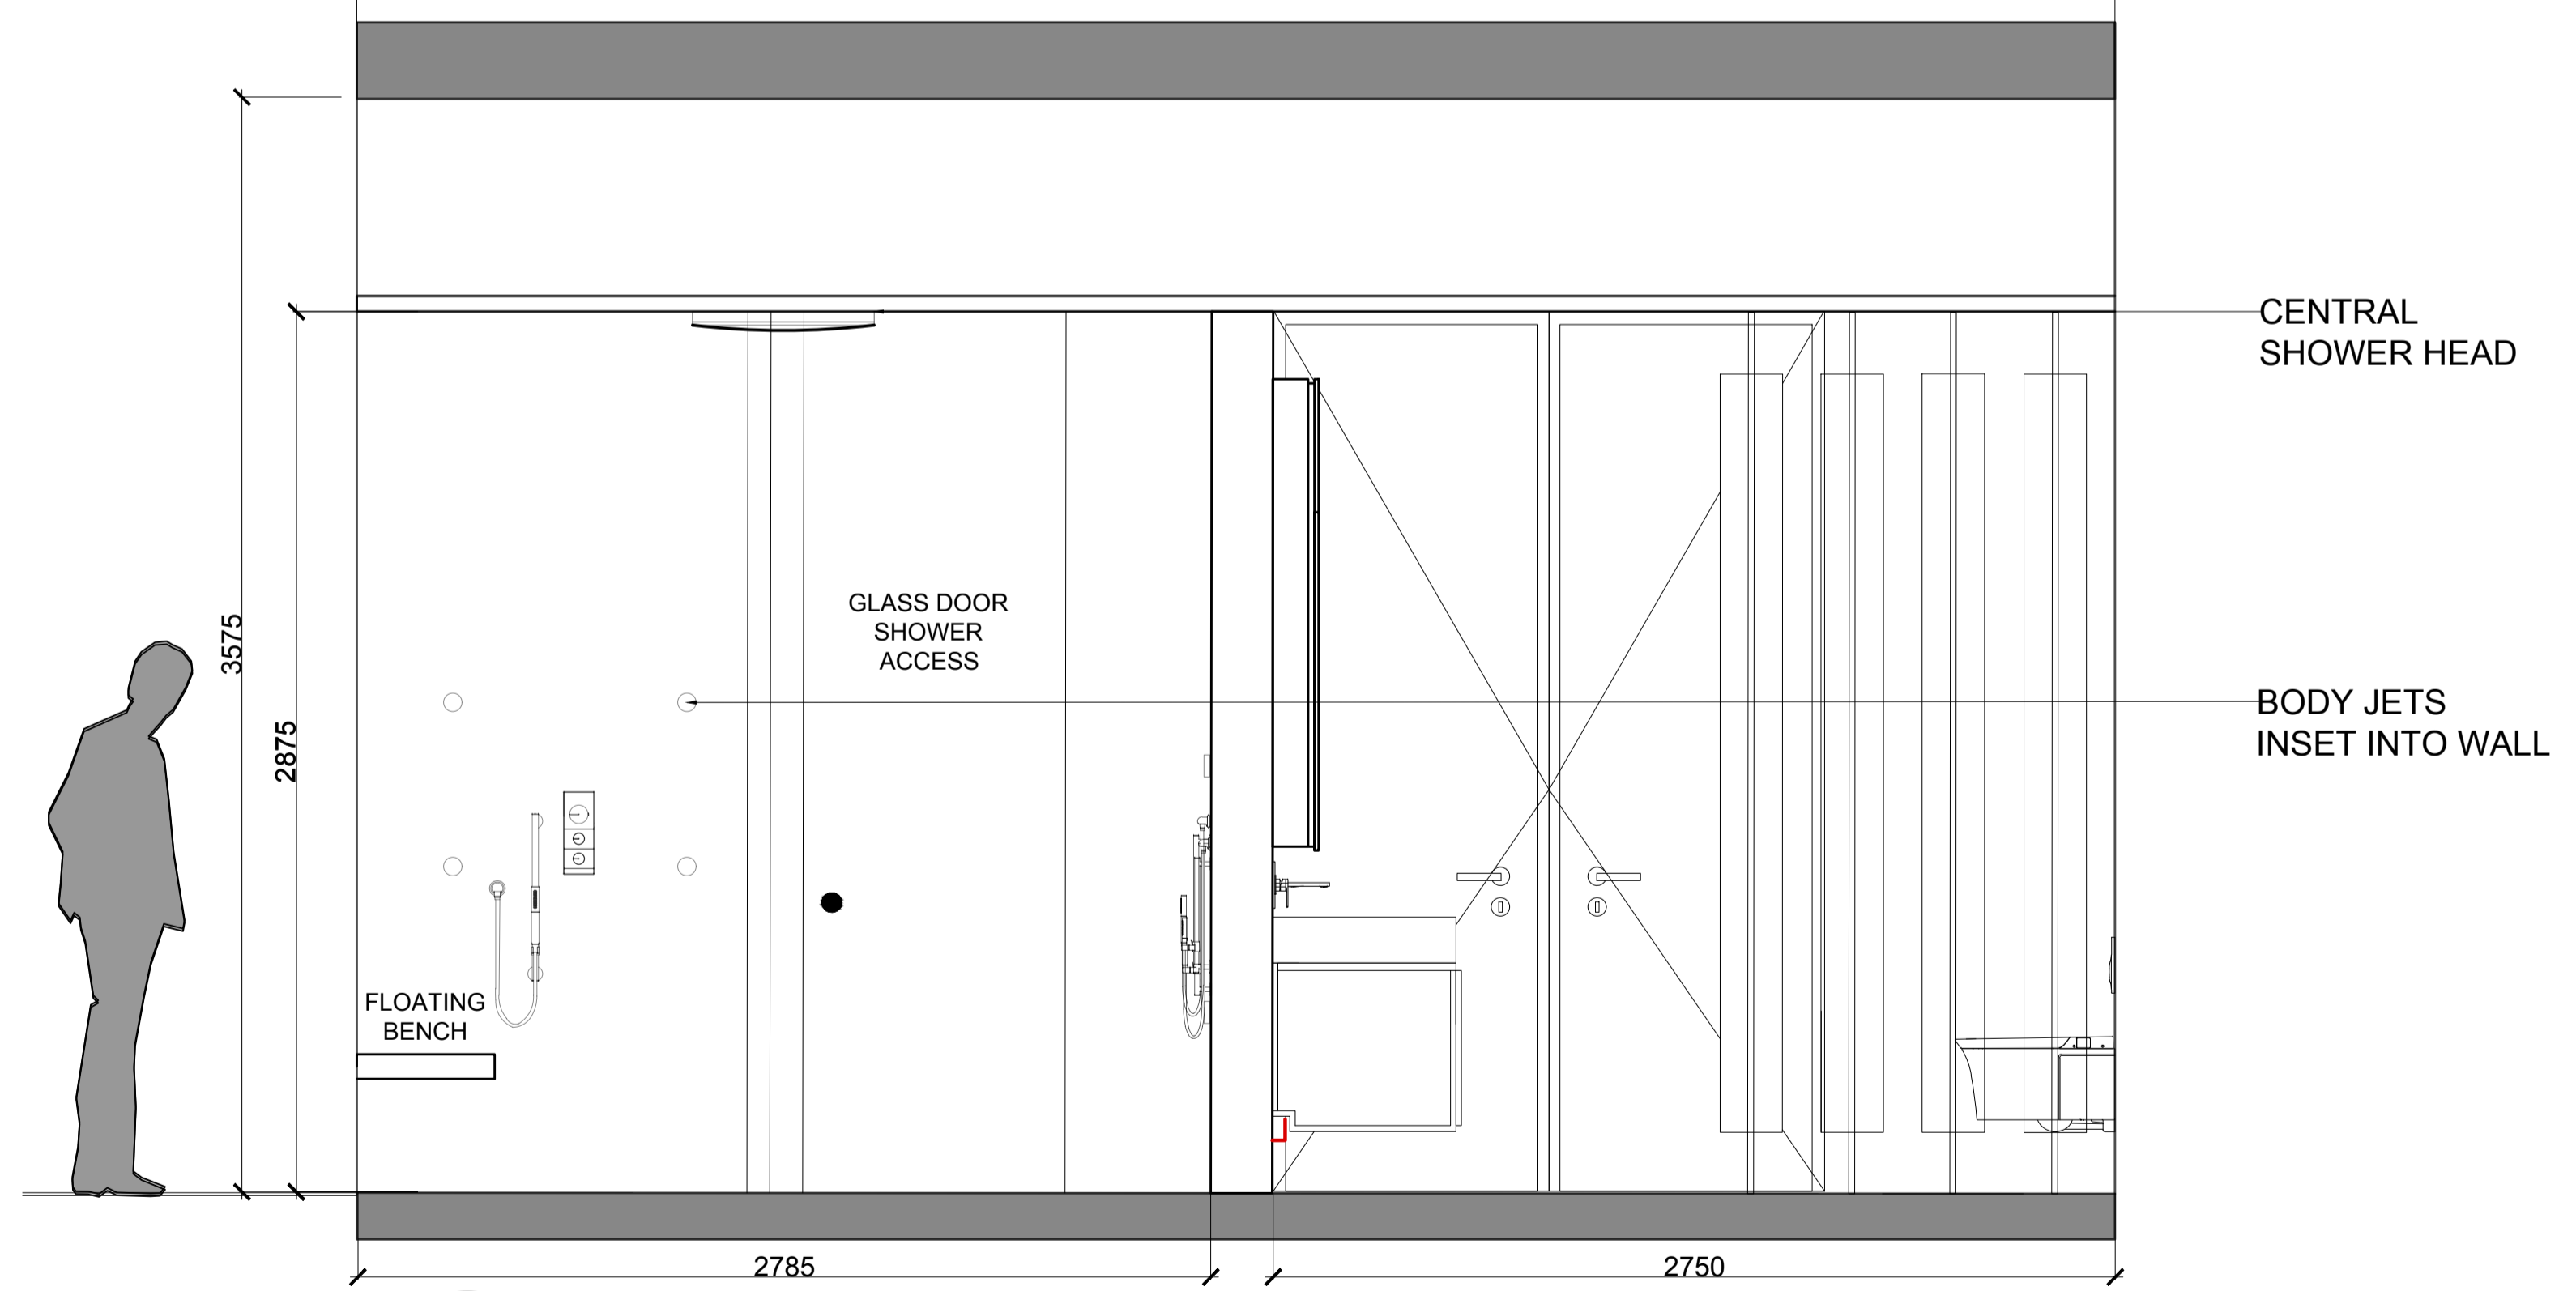 CENTRAL
SHOWER HEAD
GLASS DOOR
SHOWER
ACCESS
3575
2875
BODY JETS
INSET INTO WALL
FLOATING
BENCH
2785
2750